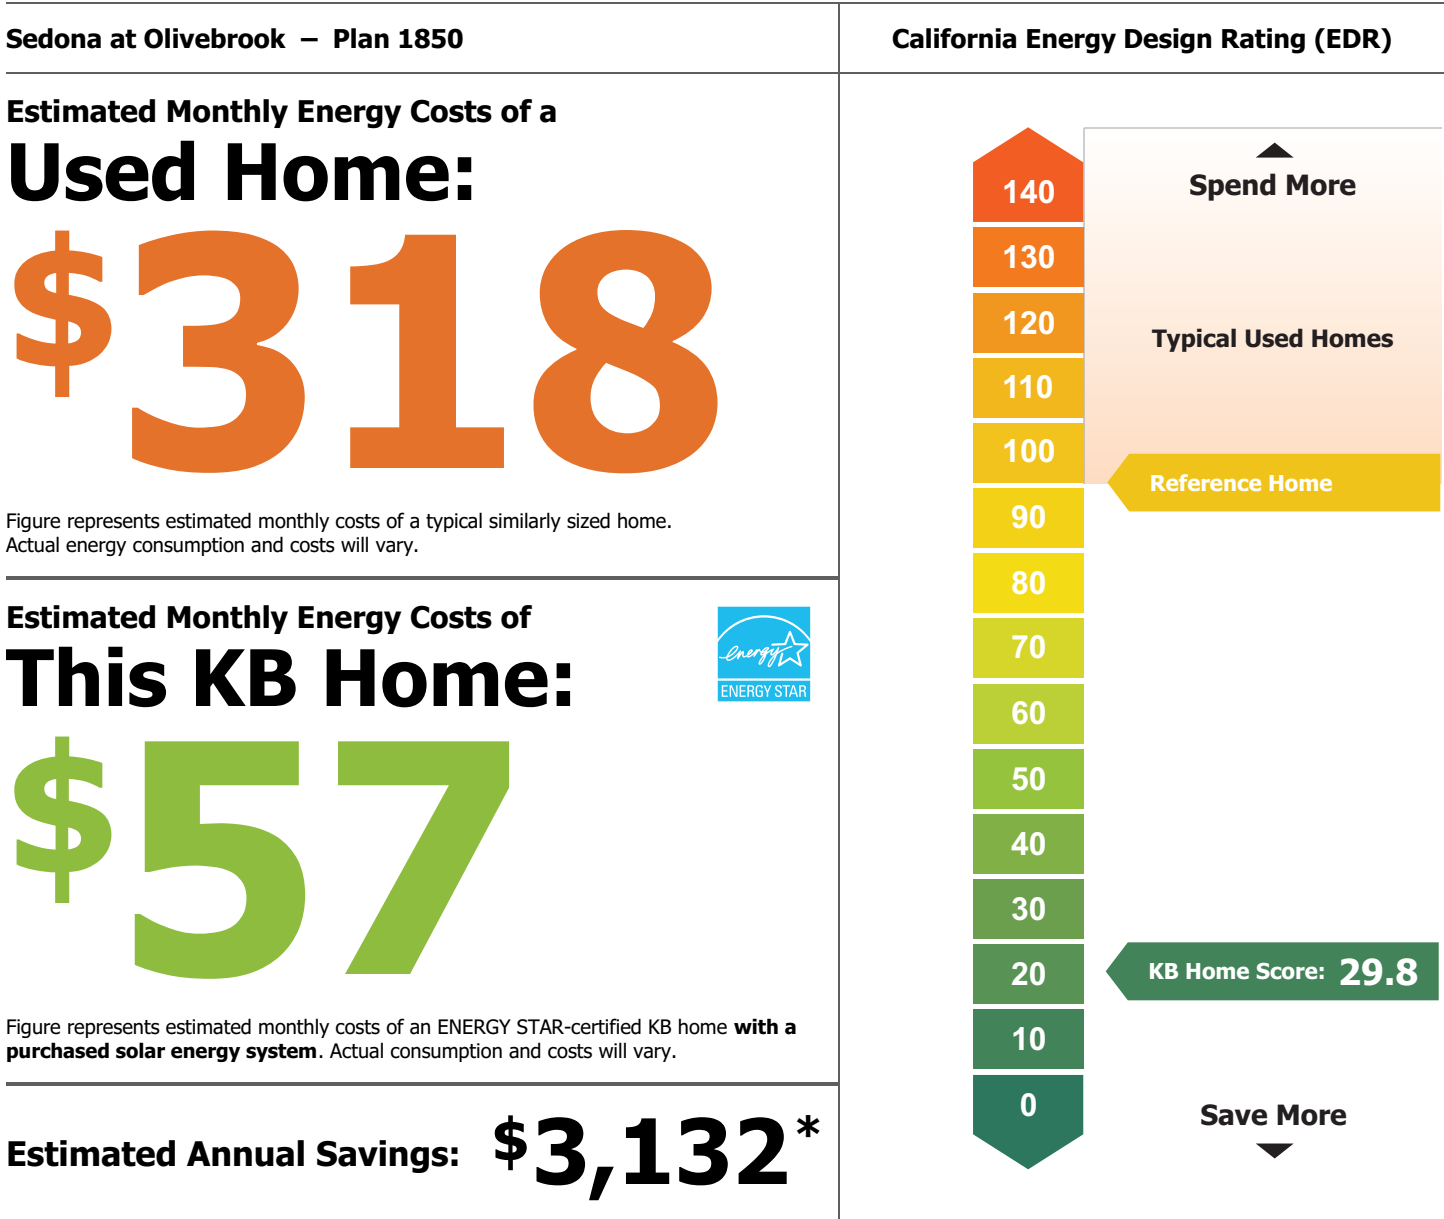 Sedona at Olivebrook – Plan 1850
Estimated Monthly Energy Costs of a
Used Home:
$318
Figure represents estimated monthly costs of a typical similarly sized home.
Actual energy consumption and costs will vary.
Estimated Monthly Energy Costs of
This KB Home:
energy
ENERGY STAR
$57
Figure represents estimated monthly costs of an ENERGY STAR-certified KB home with a
purchased solar energy system. Actual consumption and costs will vary.
Estimated Annual Savings: $3,132*
California Energy Design Rating (EDR)
140
Spend More
130
120
Typical Used Homes
110
100
Reference Home
90
80
70
60
50
40
30
20
KB Home Score: 29.8
10
0
Save More